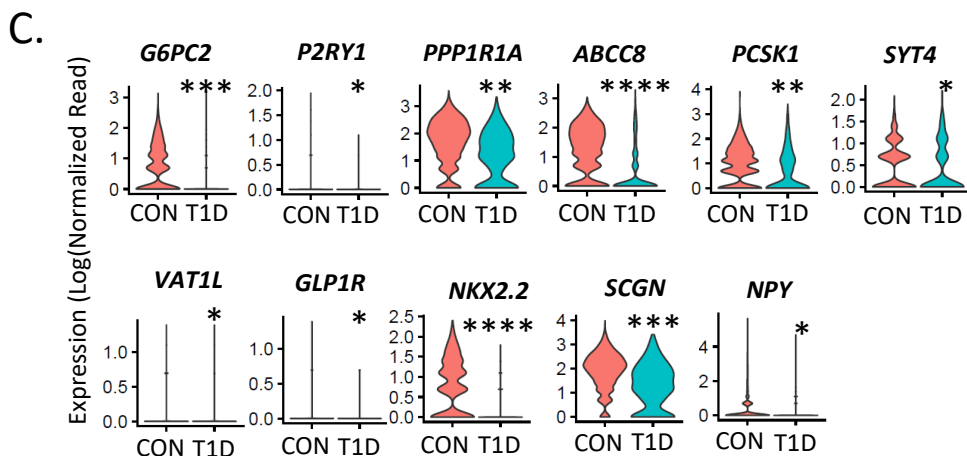 C.
Expression (Log(Normalized Read)
G6PC2
***
3
2
1
0
CON T1D
P2RY1
*
2.0
1.5
1.0
0.5
0.0
CON T1D
PPP1R1A
**
3
2
1
0
CON T1D
ABCC8
****
3
2
1
0
CON T1D
PCSK1
**
4
3
2
1
0
CON T1D
SYT4
*
2.0
1.5
1.0
0.5
0.0
CON T1D
VAT1L
*
1.0
0.5
0.0
CON T1D
GLP1R
*
1.0
0.5
0.0
CON T1D
NKX2.2
****
2.5
2.0
1.5
1.0
0.5
0.0
CON T1D
SCGN
***
4
3
2
1
0
CON T1D
NPY
*
4
2
0
CON T1D